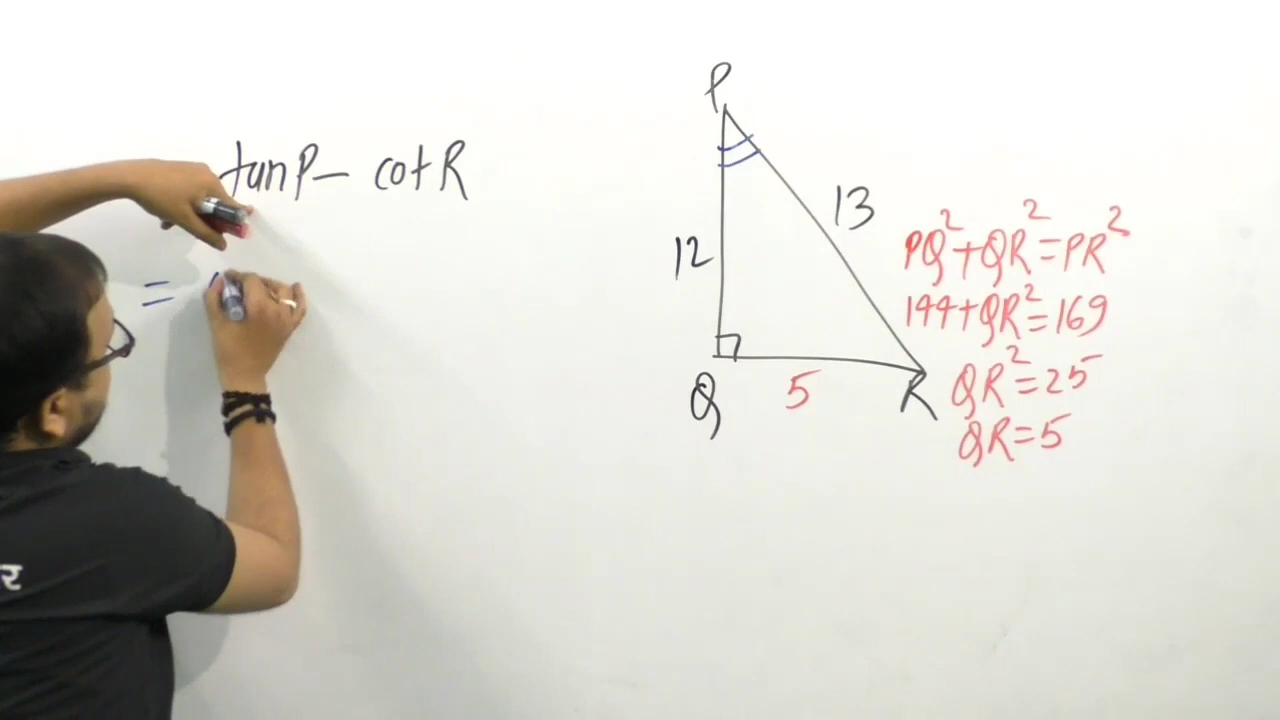 tanP - cotR
=
P
12
13
Q
5
R
PQ²+QR²=PR²
144+QR²=169
QR²=25
QR=5
र